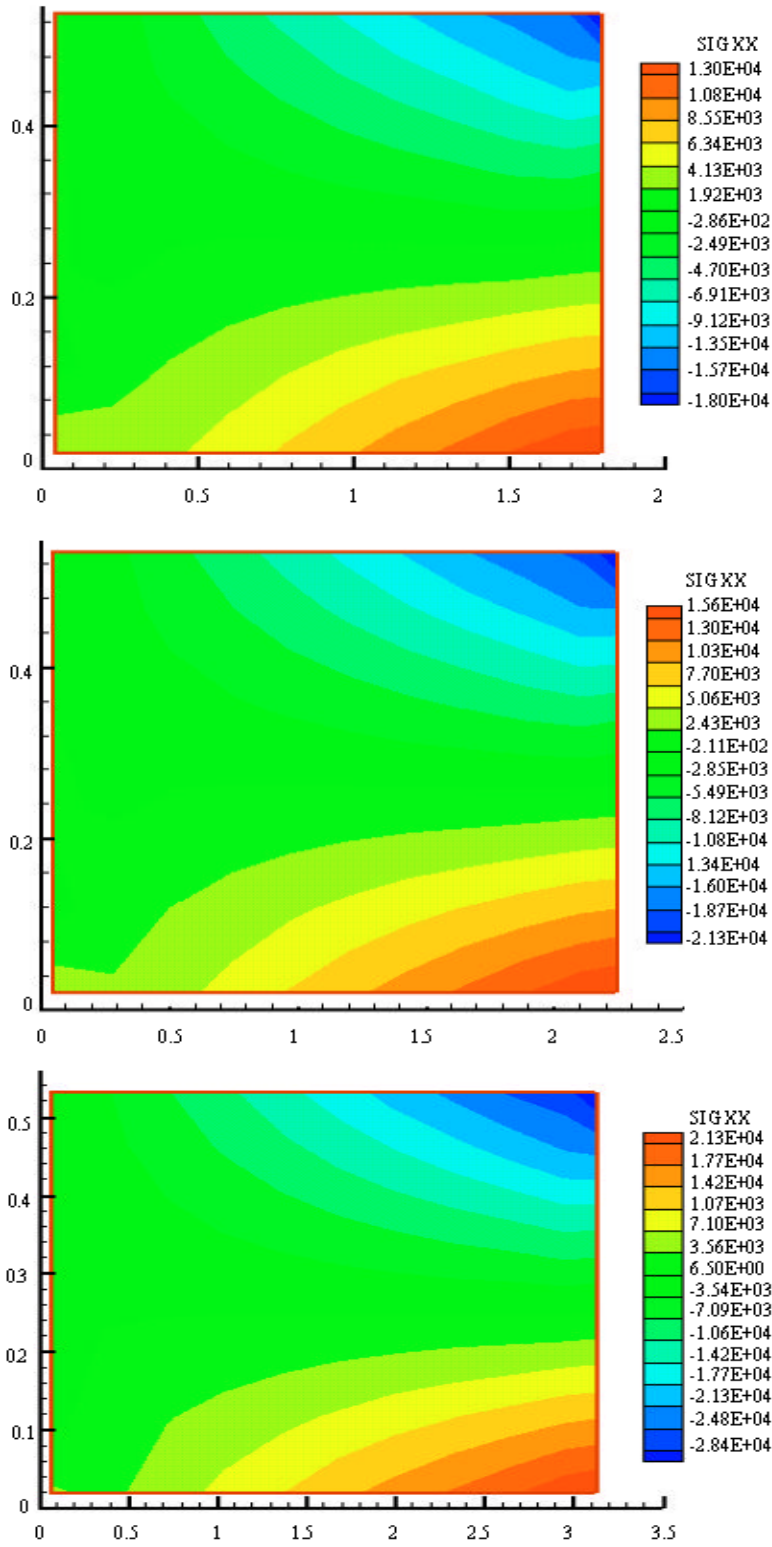 SIGXX
1.30E+04
1.08E+04
8.55E+03
6.34E+03
4.13E+03
1.92E+03
-2.86E+02
-2.49E+03
-4.70E+03
-6.91E+03
-9.12E+03
-1.35E+04
-1.57E+04
-1.80E+04
0.4
0.2
0
0 0.5 1 1.5 2
SIGXX
1.56E+04
1.30E+04
1.03E+04
7.70E+03
5.06E+03
2.43E+03
-2.11E+02
-2.85E+03
-5.49E+03
-8.12E+03
-1.08E+04
1.34E+04
-1.60E+04
-1.87E+04
-2.13E+04
0.4
0.2
0
0 0.5 1 1.5 2 2.5
SIGXX
2.13E+04
1.77E+04
1.42E+04
1.07E+04
7.10E+03
3.56E+03
6.50E+00
-3.54E+03
-7.09E+03
-1.06E+04
-1.42E+04
-1.77E+04
-2.13E+04
-2.48E+04
-2.84E+04
0.5
0.4
0.3
0.2
0.1
0
0 0.5 1 1.5 2 2.5 3 3.5